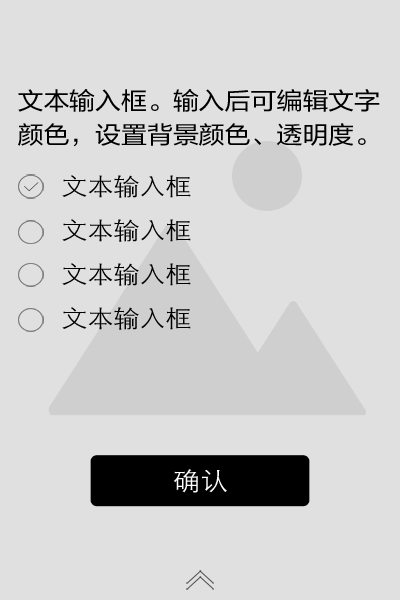 文本输入框。输入后可编辑文字
颜色，设置背景颜色、透明度。
文本输入框
文本输入框
文本输入框
文本输入框
确认